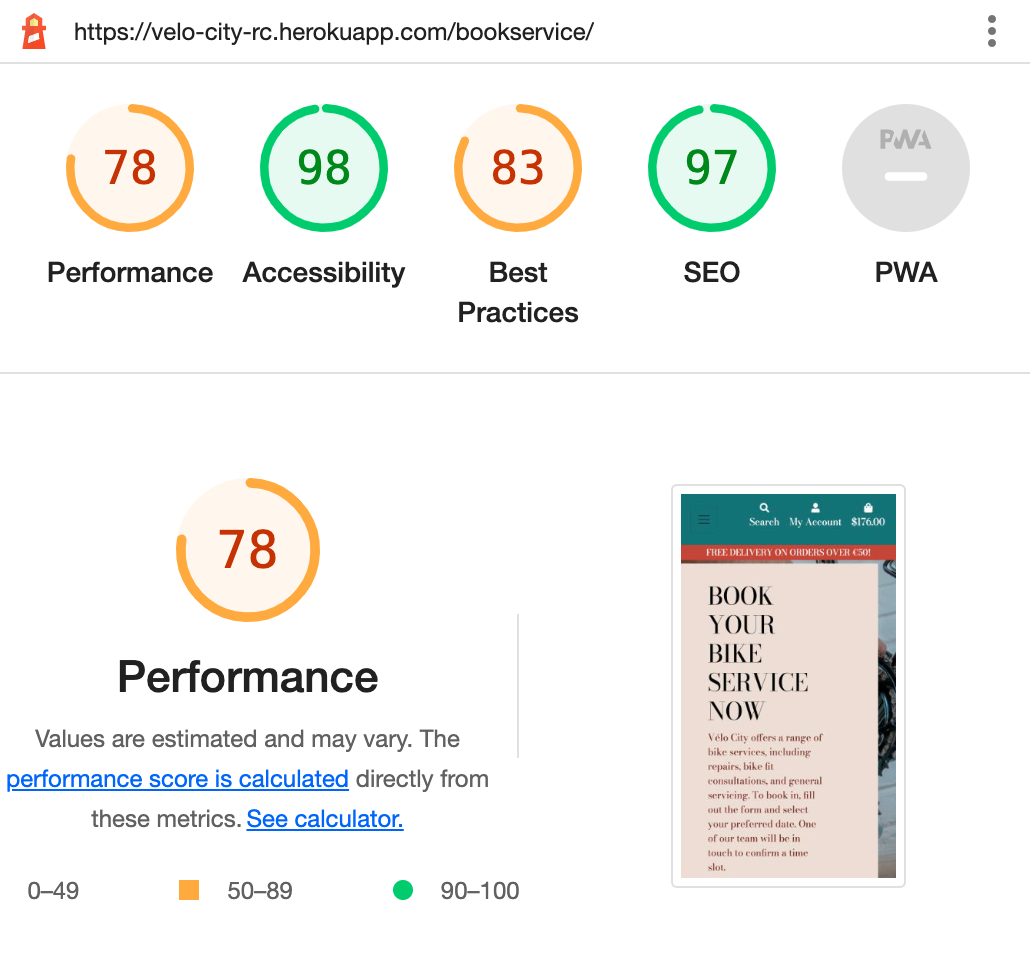 https://velo-city-rc.herokuapp.com/bookservice/
78
98
83
97
PWA
Performance
Accessibility
Best
Practices
SEO
PWA
78
Performance
Values are estimated and may vary. The
performance score is calculated directly from
these metrics. See calculator.
0–49
50–89
90–100
Search
My Account
$176.00
FREE DELIVERY ON ORDERS OVER €50!
BOOK
YOUR
BIKE
SERVICE
NOW
Vélo City offers a range of
bike services, including
repairs, bike fit
consultations, and general
servicing. To book in, fill
out the form and select
your preferred date. One
of our team will be in
touch to confirm a time
slot.